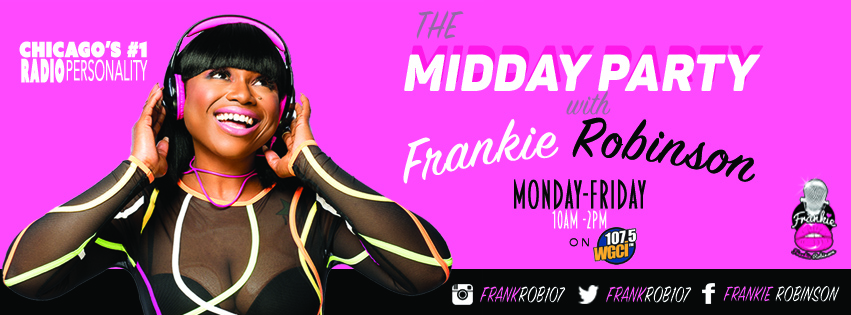 CHICAGO'S #1
RADIO PERSONALITY
THE
MIDDAY PARTY
with
Frankie Robinson
MONDAY-FRIDAY
10AM -2PM
ON 107.5
WGCI
Frankie
FRANKROB107 FRANKROB107 FRANKIE ROBINSON